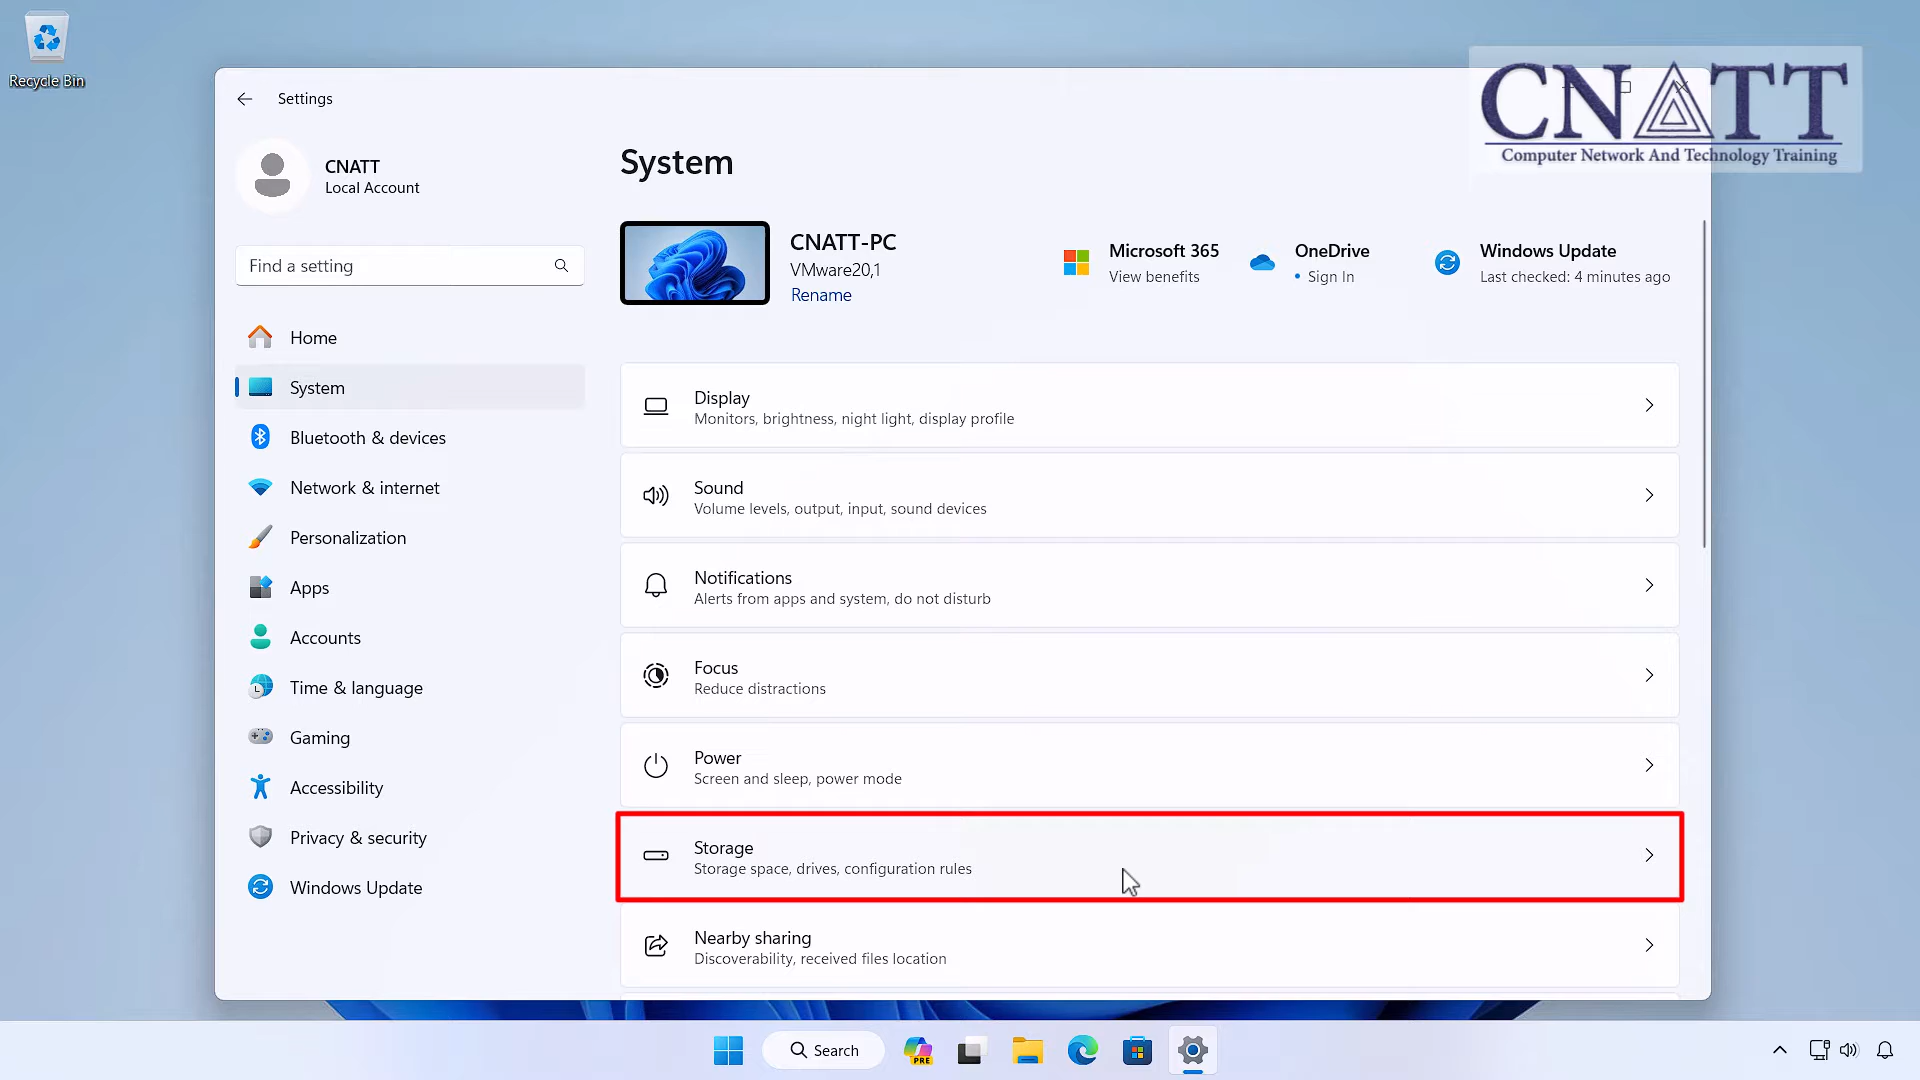 Recycle Bin
Settings
CNATT
Computer Network And Technology Training
CNATT
Local Account
Find a setting
Home
System
Bluetooth & devices
Network & internet
Personalization
Apps
Accounts
Time & language
Gaming
Accessibility
Privacy & security
Windows Update
System
CNATT-PC
VMware20,1
Rename
Microsoft 365
View benefits
OneDrive
• Sign In
Windows Update
Last checked: 4 minutes ago
Display
Monitors, brightness, night light, display profile
Sound
Volume levels, output, input, sound devices
Notifications
Alerts from apps and system, do not disturb
Focus
Reduce distractions
Power
Screen and sleep, power mode
Storage
Storage space, drives, configuration rules
Nearby sharing
Discoverability, received files location
Search
PRE